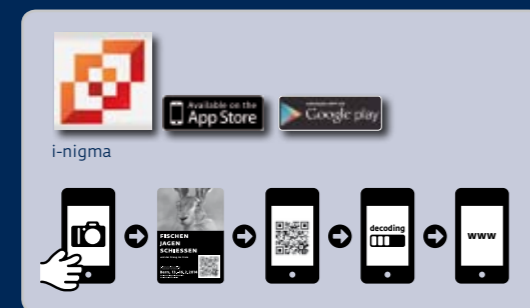 Available on the
App Store
Google play
i-nigma
FISCHEN
JAGEN
SCHIESSEN
decoding
www